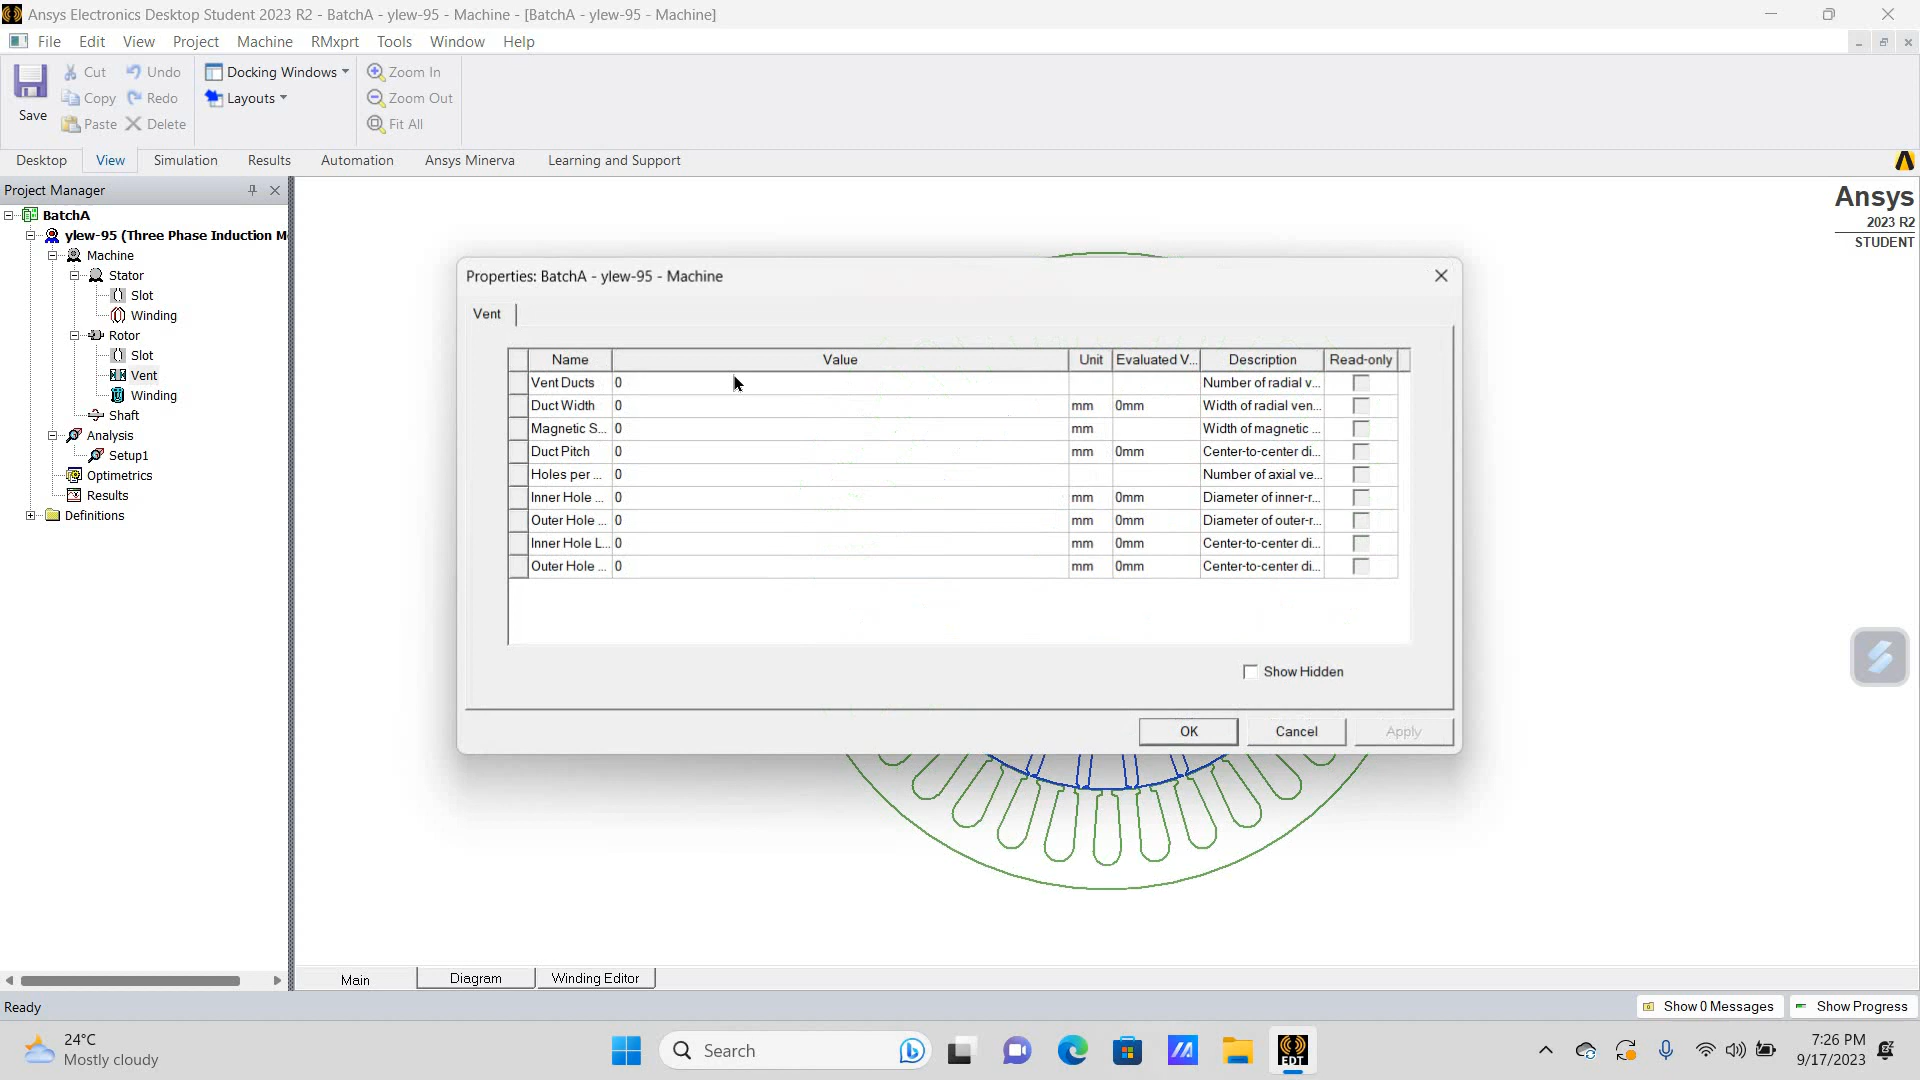 Ansys Electronics Desktop Student 2023 R2 - BatchA - ylew-95 - Machine - [BatchA - ylew-95 - Machine]
File Edit View Project Machine RMxprt Tools Window Help
Save
Cut Undo
Copy Redo
Paste Delete
Docking Windows
Layouts
Zoom In
Zoom Out
Fit All
Desktop View Simulation Results Automation Ansys Minerva Learning and Support
Project Manager
BatchA
ylew-95 (Three Phase Induction M
Machine
Stator
Slot
Winding
Rotor
Slot
Vent
Winding
Shaft
Analysis
Setup1
Optimetrics
Results
Definitions
Ansys
2023 R2
STUDENT
Properties: BatchA - ylew-95 - Machine
Vent
Name Value Unit Evaluated V... Description Read-only
Vent Ducts 0 Number of radial v...
Duct Width 0 mm 0mm Width of radial ven...
Magnetic S... 0 mm Width of magnetic ...
Duct Pitch 0 mm 0mm Center-to-center di...
Holes per ... 0 Number of axial ve...
Inner Hole ... 0 mm 0mm Diameter of inner-r...
Outer Hole ... 0 mm 0mm Diameter of outer-r...
Inner Hole L... 0 mm 0mm Center-to-center di...
Outer Hole ... 0 mm 0mm Center-to-center di...
Show Hidden
OK Cancel Apply
Main Diagram Winding Editor
Ready
Show 0 Messages Show Progress
24°C
Mostly cloudy
Search
EDT
7:26 PM
9/17/2023